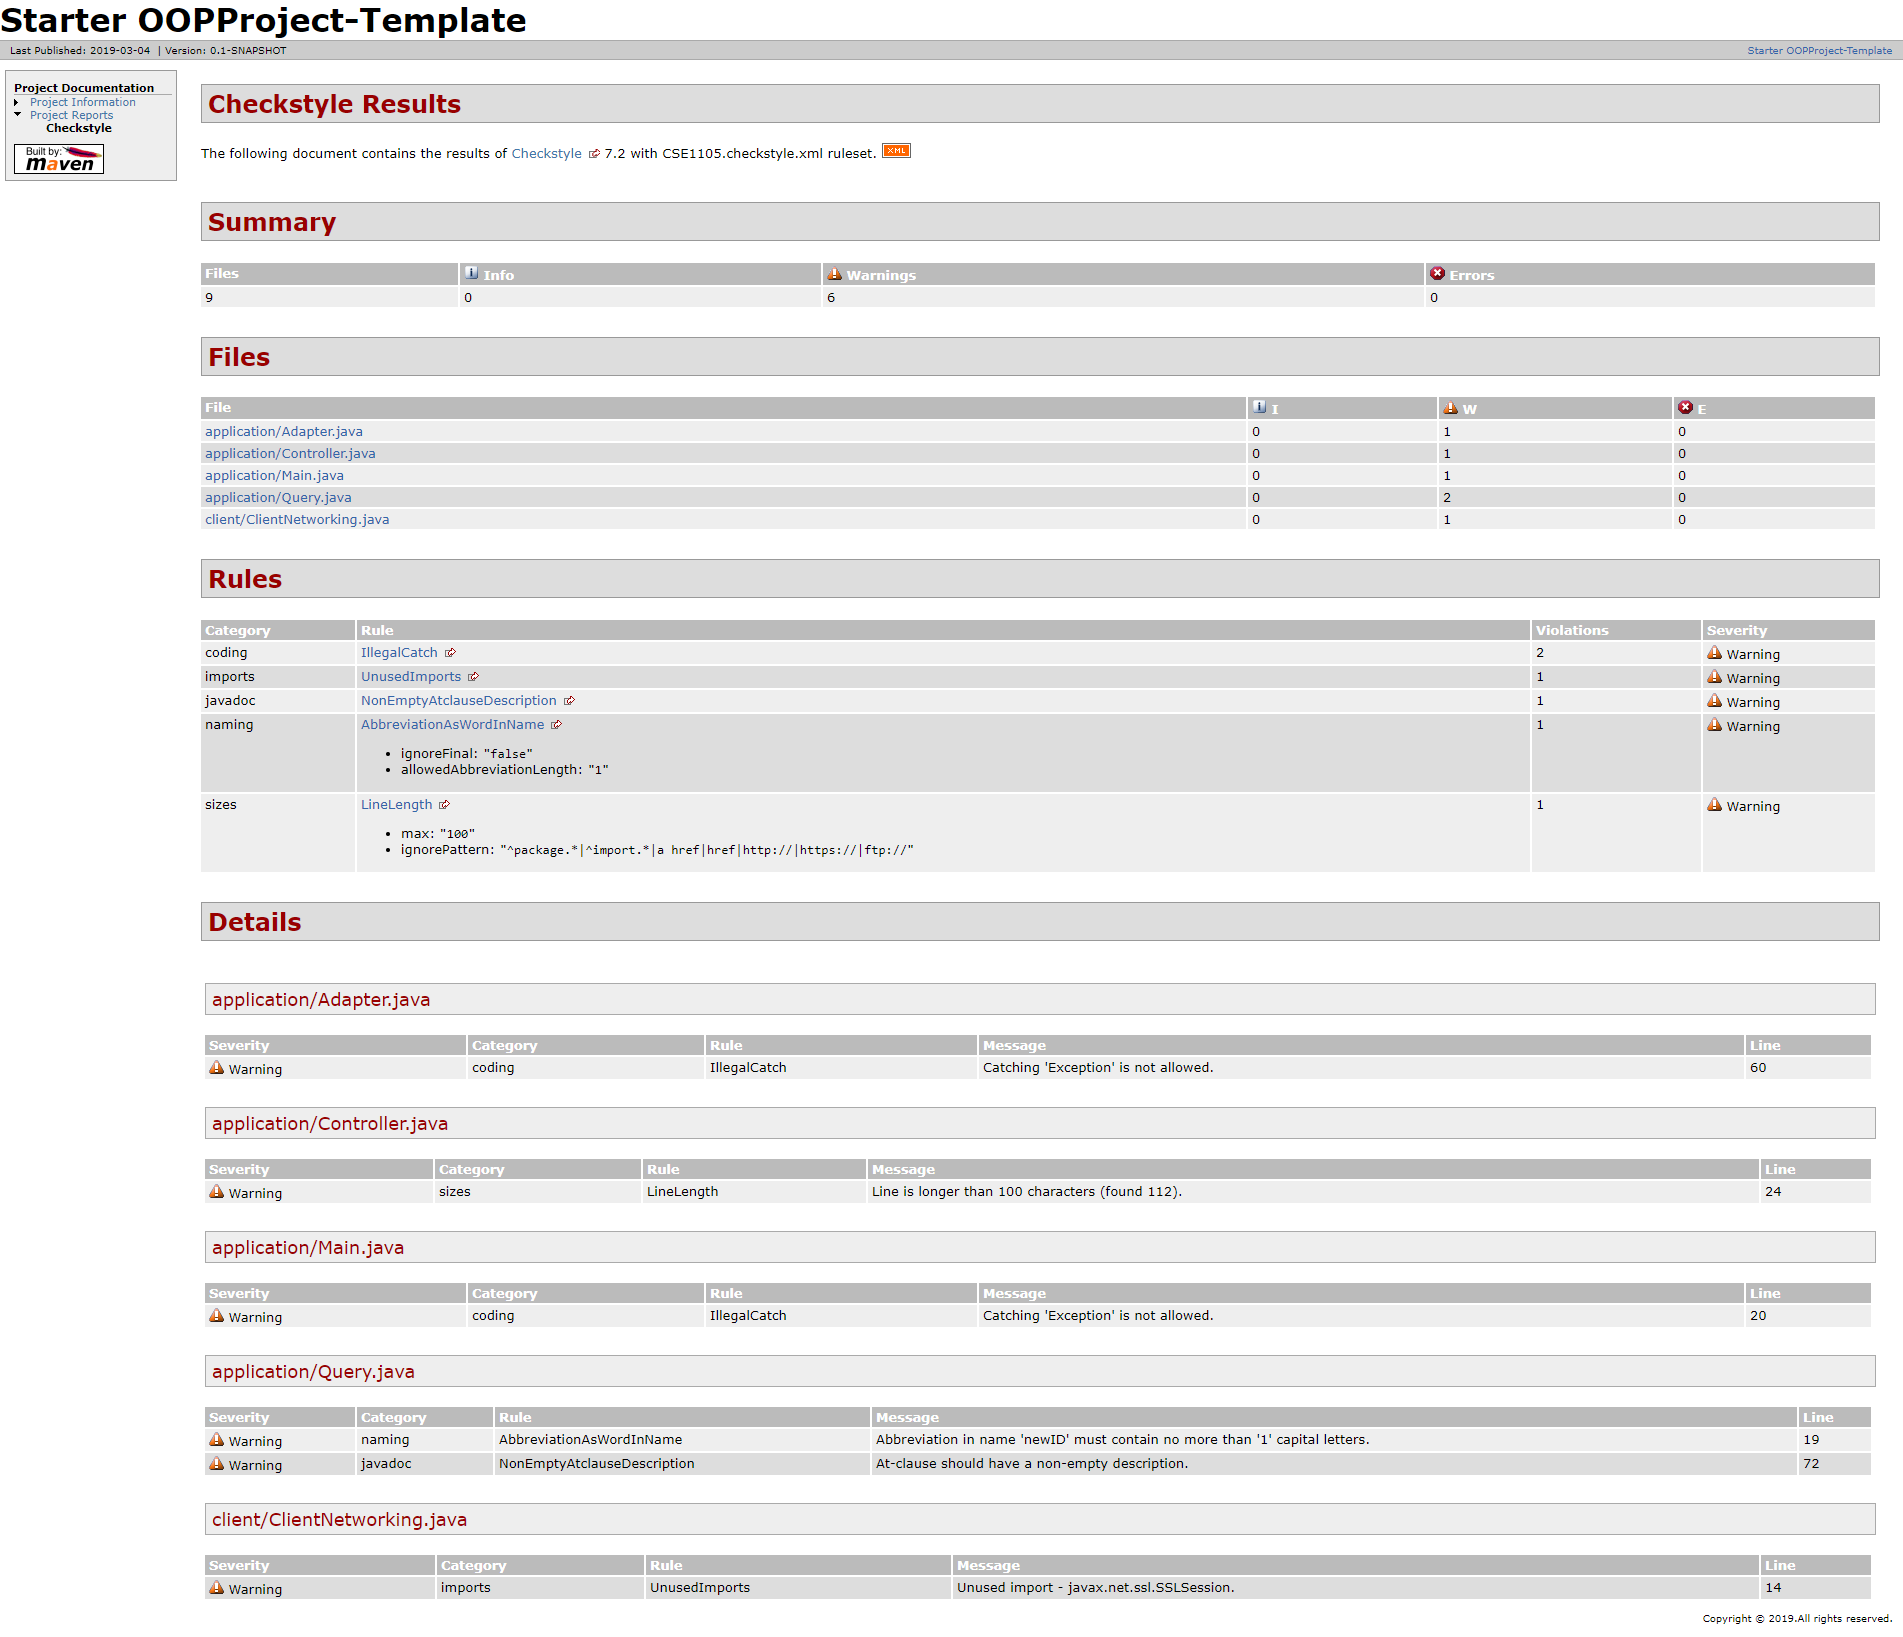 Starter OOPProject-Template
Last Published: 2019-03-04 | Version: 0.1-SNAPSHOT
Starter OOPProject-Template
Project Documentation
Project Information
Project Reports
Checkstyle
Built by:
maven
Checkstyle Results
The following document contains the results of Checkstyle 7.2 with CSE1105.checkstyle.xml ruleset. XML
Summary
Files Info Warnings Errors
9 0 6 0
Files
File I W E
application/Adapter.java 0 1 0
application/Controller.java 0 1 0
application/Main.java 0 1 0
application/Query.java 0 2 0
client/ClientNetworking.java 0 1 0
Rules
Category Rule Violations Severity
coding IllegalCatch 2 Warning
imports UnusedImports 1 Warning
javadoc NonEmptyAtclauseDescription 1 Warning
naming AbbreviationAsWordInName 1 Warning
• ignoreFinal: "false"
• allowedAbbreviationLength: "1"
sizes LineLength 1 Warning
• max: "100"
• ignorePattern: "^package.*|^import.*|a href|href|http://|https://|ftp://"
Details
application/Adapter.java
Severity Category Rule Message Line
Warning coding IllegalCatch Catching 'Exception' is not allowed. 60
application/Controller.java
Severity Category Rule Message Line
Warning sizes LineLength Line is longer than 100 characters (found 112). 24
application/Main.java
Severity Category Rule Message Line
Warning coding IllegalCatch Catching 'Exception' is not allowed. 20
application/Query.java
Severity Category Rule Message Line
Warning naming AbbreviationAsWordInName Abbreviation in name 'newID' must contain no more than '1' capital letters. 19
Warning javadoc NonEmptyAtclauseDescription At-clause should have a non-empty description. 72
client/ClientNetworking.java
Severity Category Rule Message Line
Warning imports UnusedImports Unused import - javax.net.ssl.SSLSession. 14
Copyright © 2019.All rights reserved.